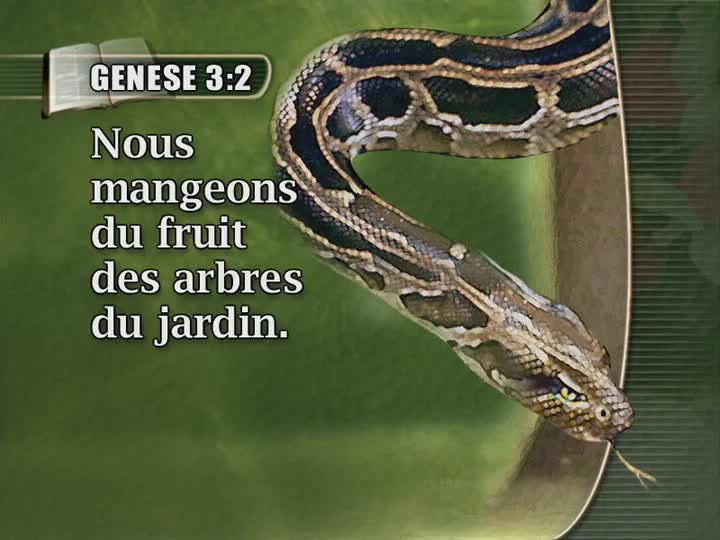 GENESE 3:2
Nous
mangeons
du fruit
des arbres
du jardin.